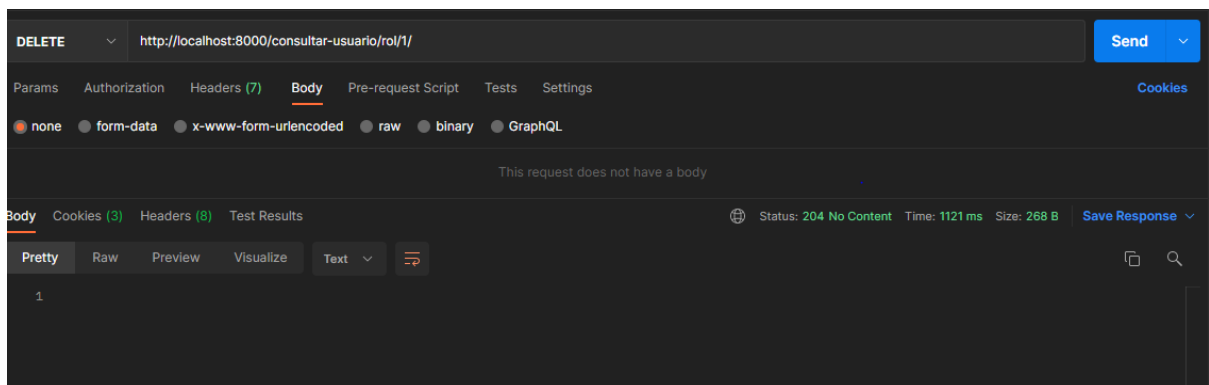 DELETE http://localhost:8000/consultar-usuario/rol/1/ Send
Params Authorization Headers (7) Body Pre-request Script Tests Settings Cookies
none form-data x-www-form-urlencoded raw binary GraphQL
This request does not have a body
Body Cookies (3) Headers (8) Test Results Status: 204 No Content Time: 1121 ms Size: 268 B Save Response
Pretty Raw Preview Visualize Text
1